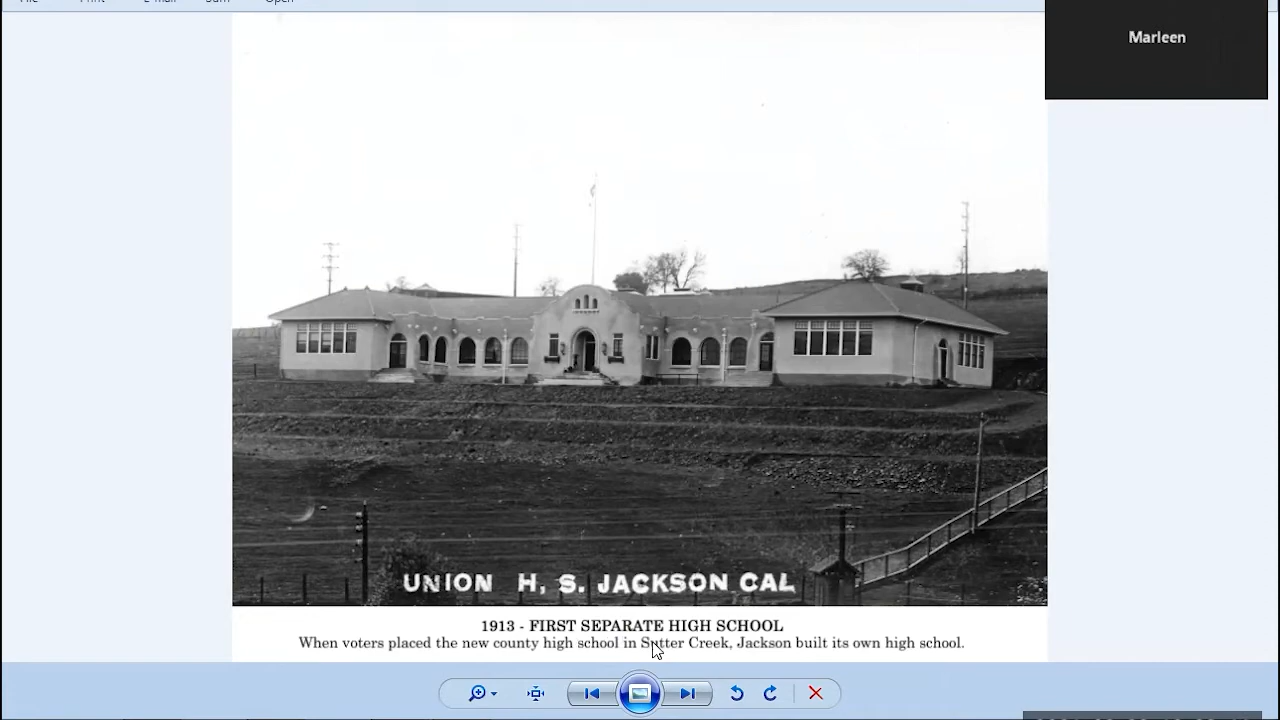 Marleen
UNION H, S. JACKSON CAL
1913 - FIRST SEPARATE HIGH SCHOOL
When voters placed the new county high school in Sutter Creek, Jackson built its own high school.